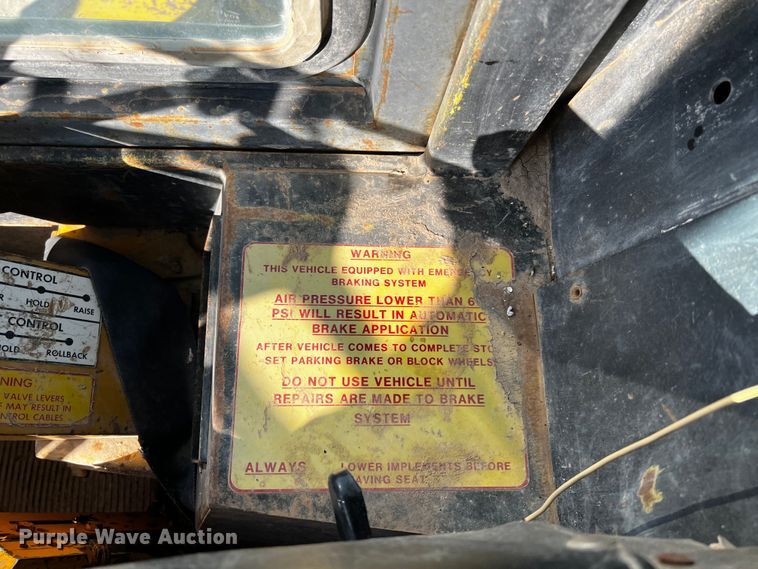 WARNING
THIS VEHICLE EQUIPPED WITH EMERGENCY
BRAKING SYSTEM
AIR PRESSURE LOWER THAN 6
PSI WILL RESULT IN AUTOMATIC
BRAKE APPLICATION
AFTER VEHICLE COMES TO COMPLETE STO
SET PARKING BRAKE OR BLOCK WHEELS
DO NOT USE VEHICLE UNTIL
REPAIRS ARE MADE TO BRAKE
SYSTEM
ALWAYS LOWER IMPLEMENTS BEFORE
AVING SEAT
CONTROL
R HOLD RAISE
CONTROL
HOLD ROLLBACK
NING
VALVE LEVERS
F MAY RESULT IN
NTROL CABLES
Purple Wave Auction